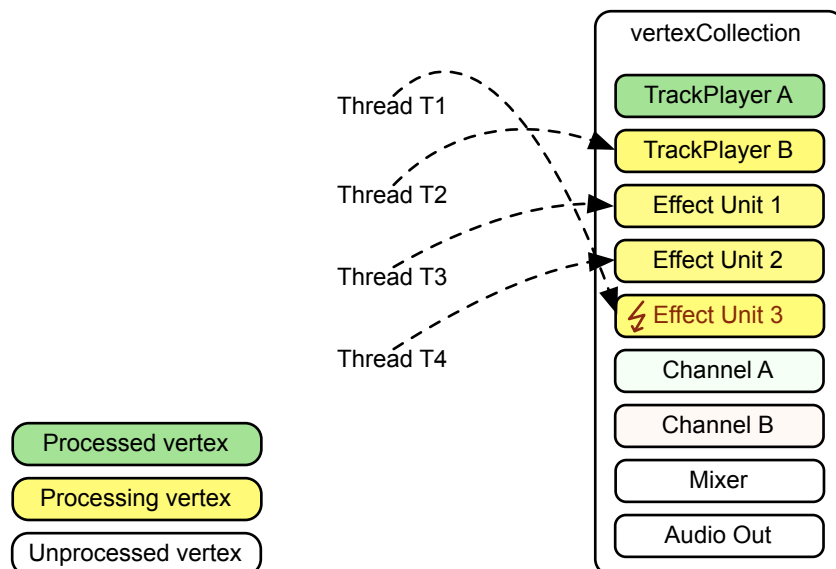 vertexCollection
TrackPlayer A
Thread T1
TrackPlayer B
Thread T2
Effect Unit 1
Effect Unit 2
Thread T3
Effect Unit 3
Thread T4
Channel A
Channel B
Processed vertex
Mixer
Processing vertex
Audio Out
Unprocessed vertex